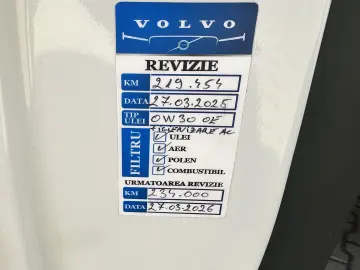 VOLVO
REVIZIE
KM 219.454
DATA 27.03.2025
TIP ULEI 0W30 OE
IGIENIZARE AC
FILTRU
ULEI
AER
POLEN
COMBUSTIBIL
URMATOAREA REVIZIE
KM 234.000
DATA 27.03.2026